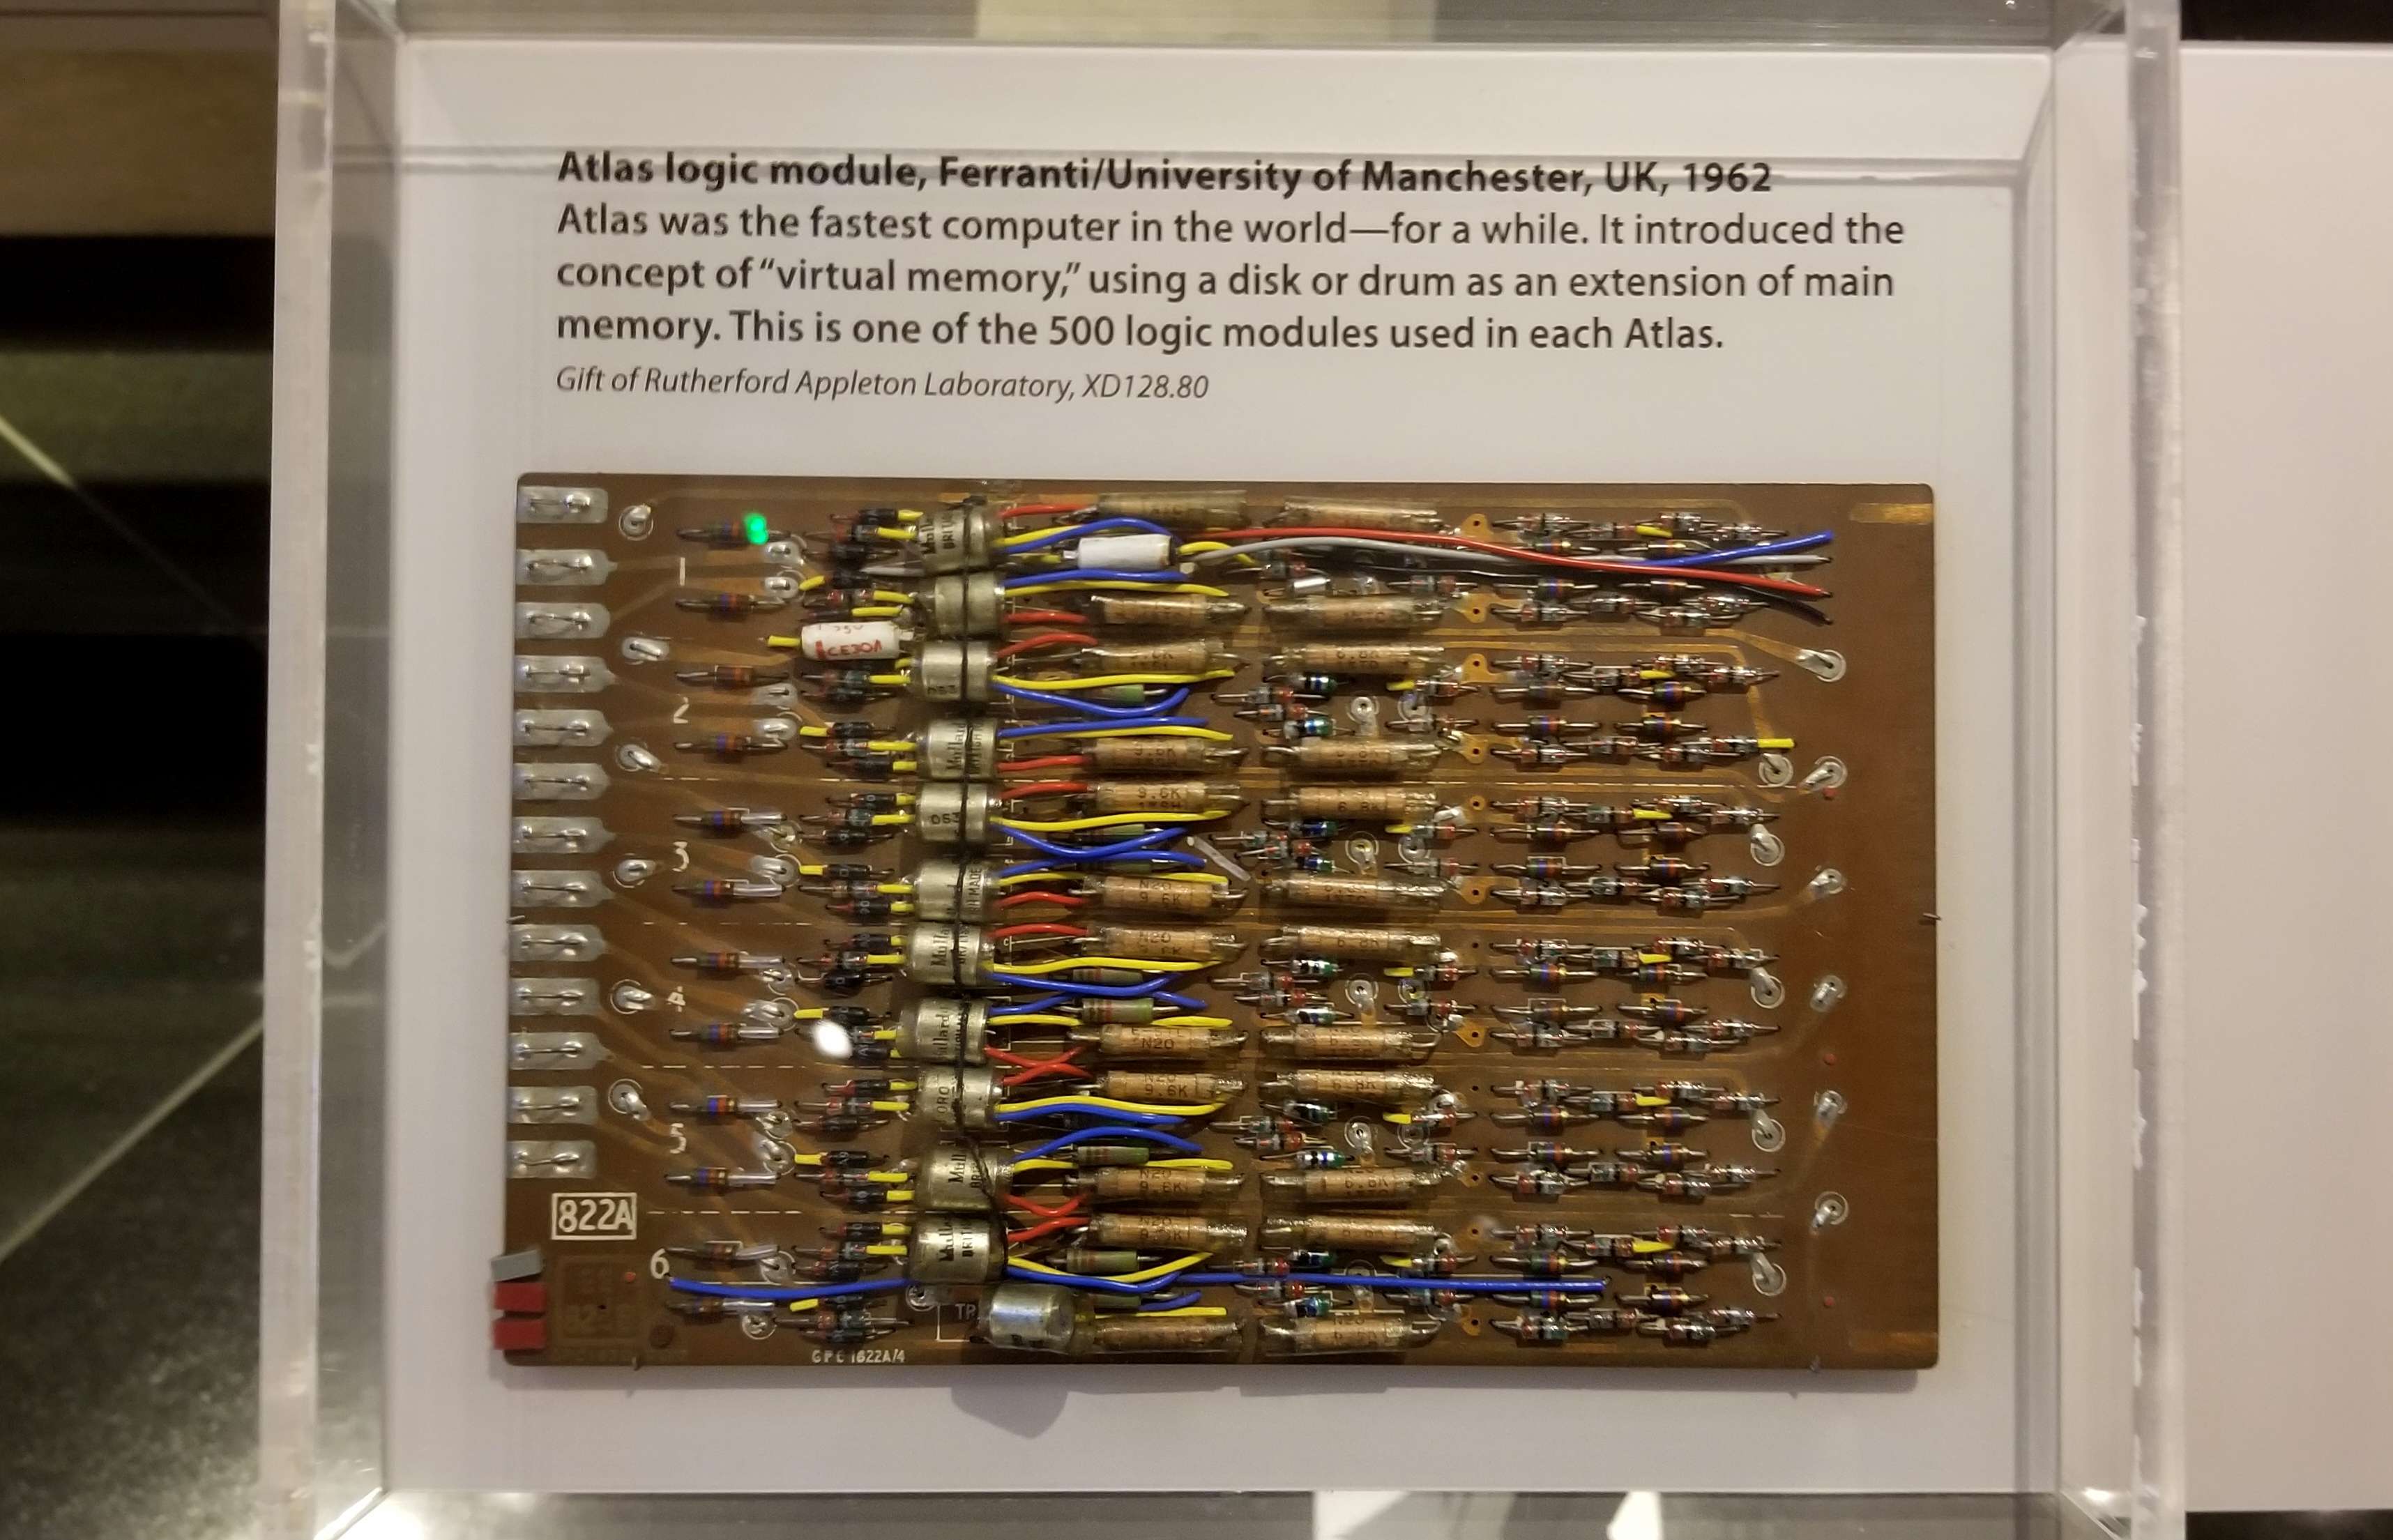 Atlas logic module, Ferranti/University of Manchester, UK, 1962
Atlas was the fastest computer in the world—for a while. It introduced the
concept of “virtual memory,” using a disk or drum as an extension of main
memory. This is one of the 500 logic modules used in each Atlas.
Gift of Rutherford Appleton Laboratory, XD128.80
1
2
3
4
5
822A
6
TP